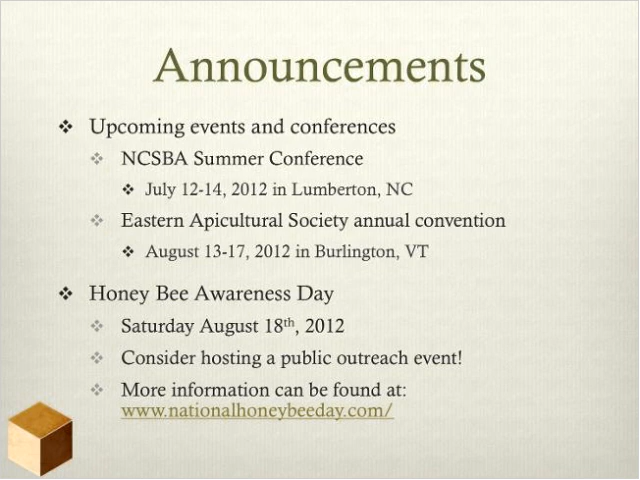 Announcements
❖ Upcoming events and conferences
❖ NCSBA Summer Conference
❖ July 12-14, 2012 in Lumberton, NC
❖ Eastern Apicultural Society annual convention
❖ August 13-17, 2012 in Burlington, VT
❖ Honey Bee Awareness Day
❖ Saturday August 18th, 2012
❖ Consider hosting a public outreach event!
❖ More information can be found at:
www.nationalhoneybeeday.com/